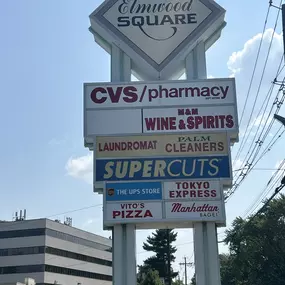 Elmwood
SQUARE
CVS/pharmacy
M&M
WINE & SPIRITS
LAUNDROMAT
PALM
CLEANERS
SUPERCUTS
THE UPS STORE
TOKYO
EXPRESS
VITO'S
PIZZA
Manhattan
BAGEL